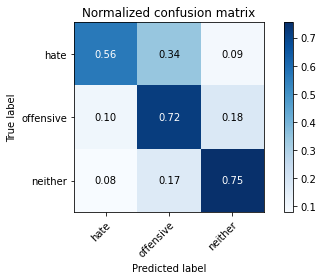 Normalized confusion matrix
True label
hate
0.56 0.34 0.09
offensive
0.10 0.72 0.18
neither
0.08 0.17 0.75
hate
offensive
neither
Predicted label
0.7
0.6
0.5
0.4
0.3
0.2
0.1